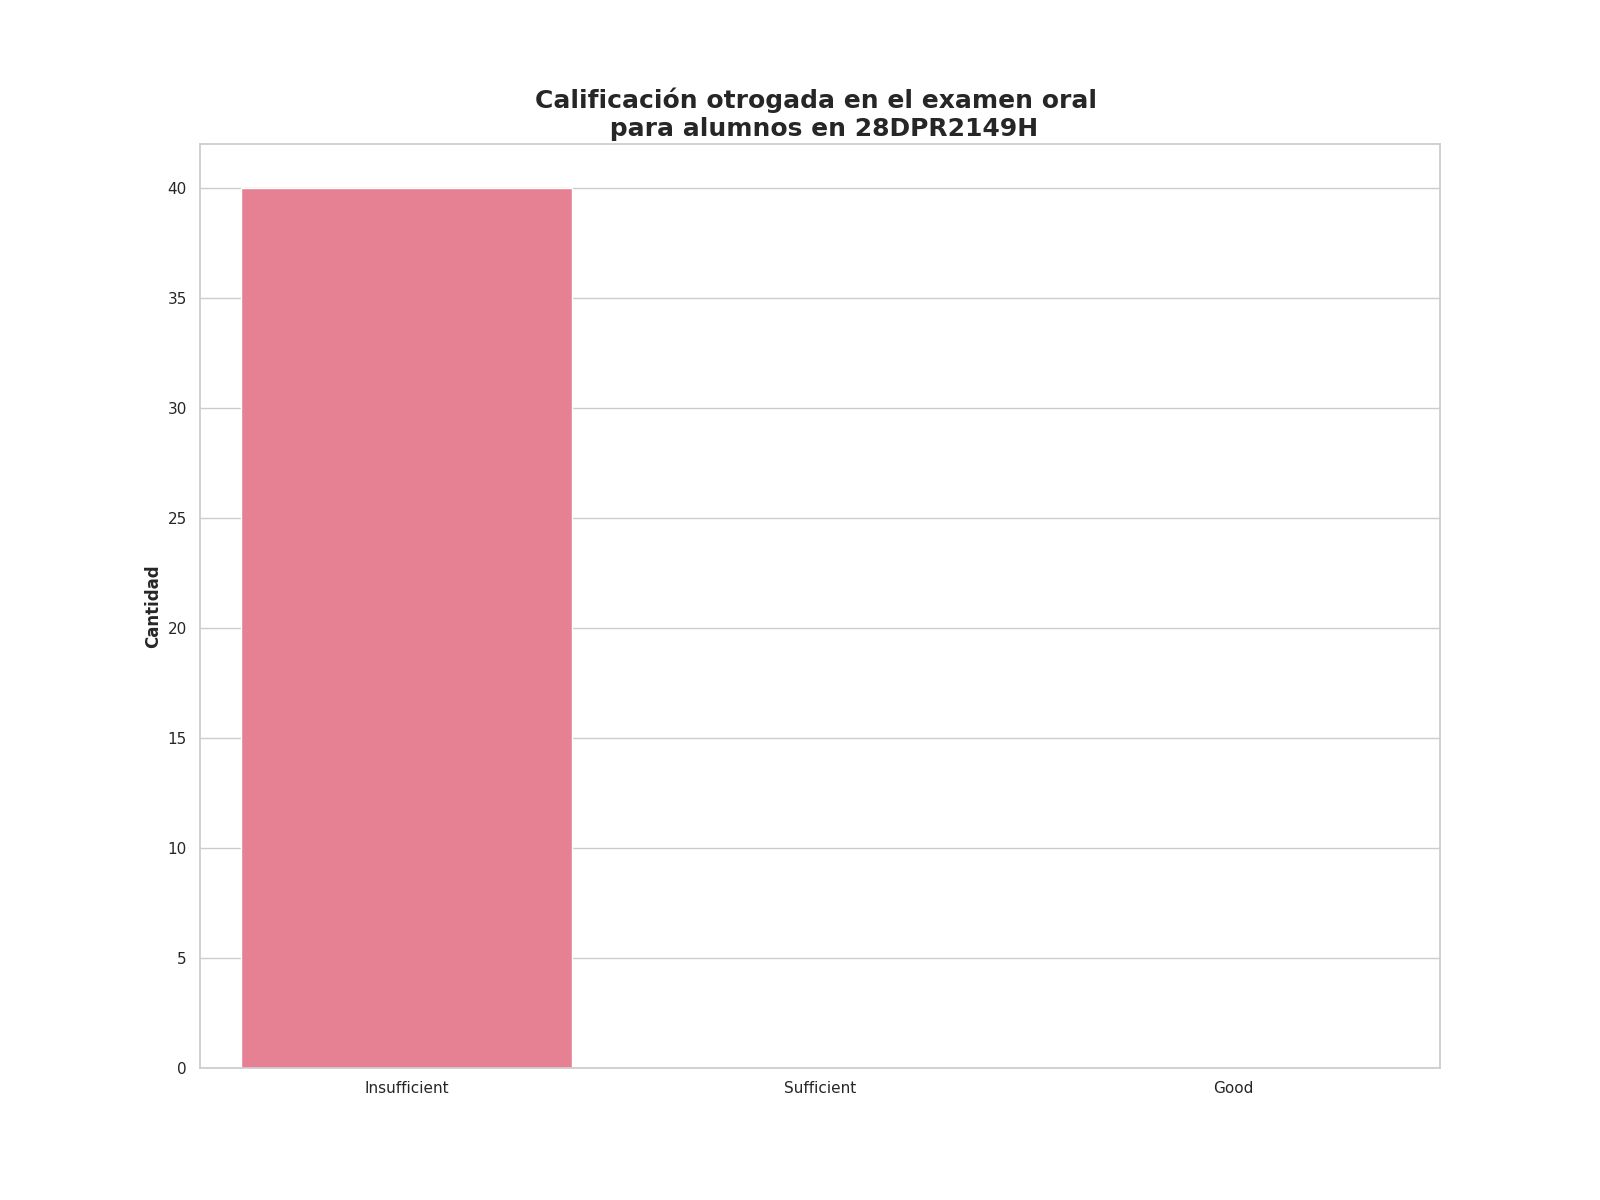 Calificación otrogada en el examen oral
para alumnos en 28DPR2149H
40
35
30
25
20
15
10
5
0
Cantidad
Insufficient
Sufficient
Good